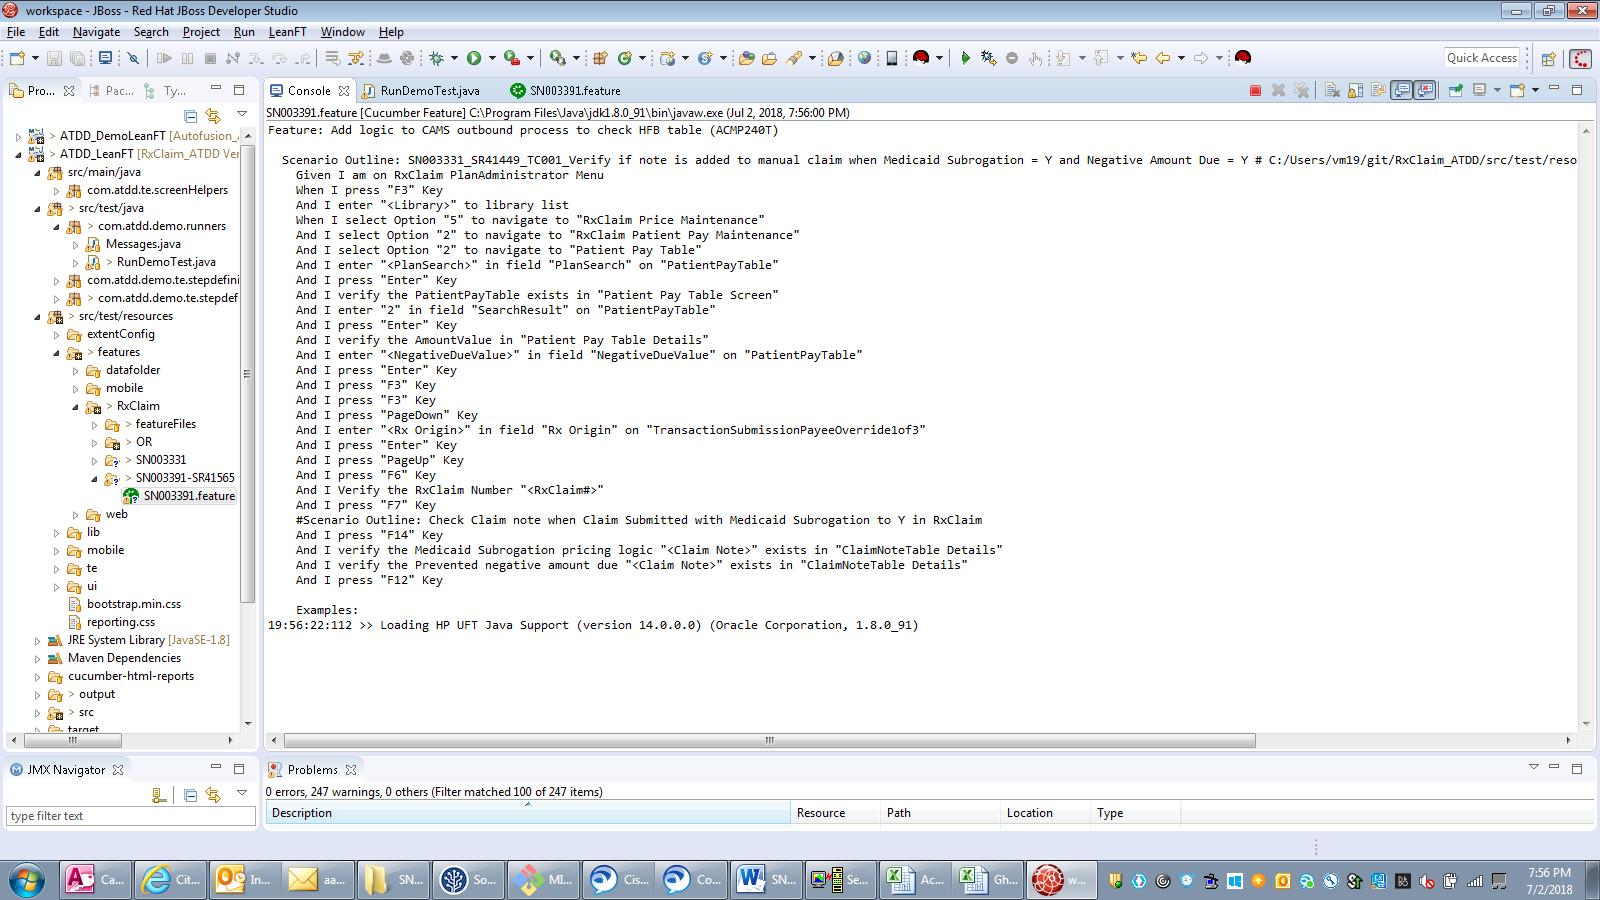 workspace - JBoss - Red Hat JBoss Developer Studio
File Edit Navigate Search Project Run LeanFT Window Help
Quick Access
Pro... Pac... Ty...
ATDD_DemoLeanFT [Autofusion_
ATDD_LeanFT [RxClaim_ATDD Ver
src/main/java
com.atdd.te.screenHelpers
src/test/java
com.atdd.demo.runners
Messages.java
RunDemoTest.java
com.atdd.demo.te.stepdefini
com.atdd.demo.te.stepdef
src/test/resources
extentConfig
features
datafolder
mobile
RxClaim
featureFiles
OR
SN003331
SN003391-SR41565
SN003391.feature
web
lib
mobile
te
ui
bootstrap.min.css
reporting.css
JRE System Library [JavaSE-1.8]
Maven Dependencies
cucumber-html-reports
output
src
target
Console RunDemoTest.java SN003391.feature
SN003391.feature [Cucumber Feature] C:\Program Files\Java\jdk1.8.0_91\bin\javaw.exe (Jul 2, 2018, 7:56:00 PM)
Feature: Add logic to CAMS outbound process to check HFB table (ACMP240T)
Scenario Outline: SN003331_SR41449_TC001_Verify if note is added to manual claim when Medicaid Subrogation = Y and Negative Amount Due = Y # C:/Users/vm19/git/RxClaim_ATDD/src/test/reso
Given I am on RxClaim PlanAdministrator Menu
When I press "F3" Key
And I enter "<Library>" to library list
When I select Option "5" to navigate to "RxClaim Price Maintenance"
And I select Option "2" to navigate to "RxClaim Patient Pay Maintenance"
And I select Option "2" to navigate to "Patient Pay Table"
And I enter "<PlanSearch>" in field "PlanSearch" on "PatientPayTable"
And I press "Enter" Key
And I verify the PatientPayTable exists in "Patient Pay Table Screen"
And I enter "2" in field "SearchResult" on "PatientPayTable"
And I press "Enter" Key
And I verify the AmountValue in "Patient Pay Table Details"
And I enter "<NegativeDueValue>" in field "NegativeDueValue" on "PatientPayTable"
And I press "Enter" Key
And I press "F3" Key
And I press "F3" Key
And I press "PageDown" Key
And I enter "<Rx Origin>" in field "Rx Origin" on "TransactionSubmissionPayeeOverride1of3"
And I press "Enter" Key
And I press "PageUp" Key
And I press "F6" Key
And I Verify the RxClaim Number "<RxClaim#>"
And I press "F7" Key
#Scenario Outline: Check Claim note when Claim Submitted with Medicaid Subrogation to Y in RxClaim
And I press "F14" Key
And I verify the Medicaid Subrogation pricing logic "<Claim Note>" exists in "ClaimNoteTable Details"
And I verify the Prevented negative amount due "<Claim Note>" exists in "ClaimNoteTable Details"
And I press "F12" Key
Examples:
19:56:22:112 >> Loading HP UFT Java Support (version 14.0.0.0) (Oracle Corporation, 1.8.0_91)
JMX Navigator
type filter text
Problems
0 errors, 247 warnings, 0 others (Filter matched 100 of 247 items)
Description Resource Path Location Type
Ca... Cit... In... aa... SN... So... MI... Cis... Co... SN... Se... Ac... Gh... w...
7:56 PM
7/2/2018